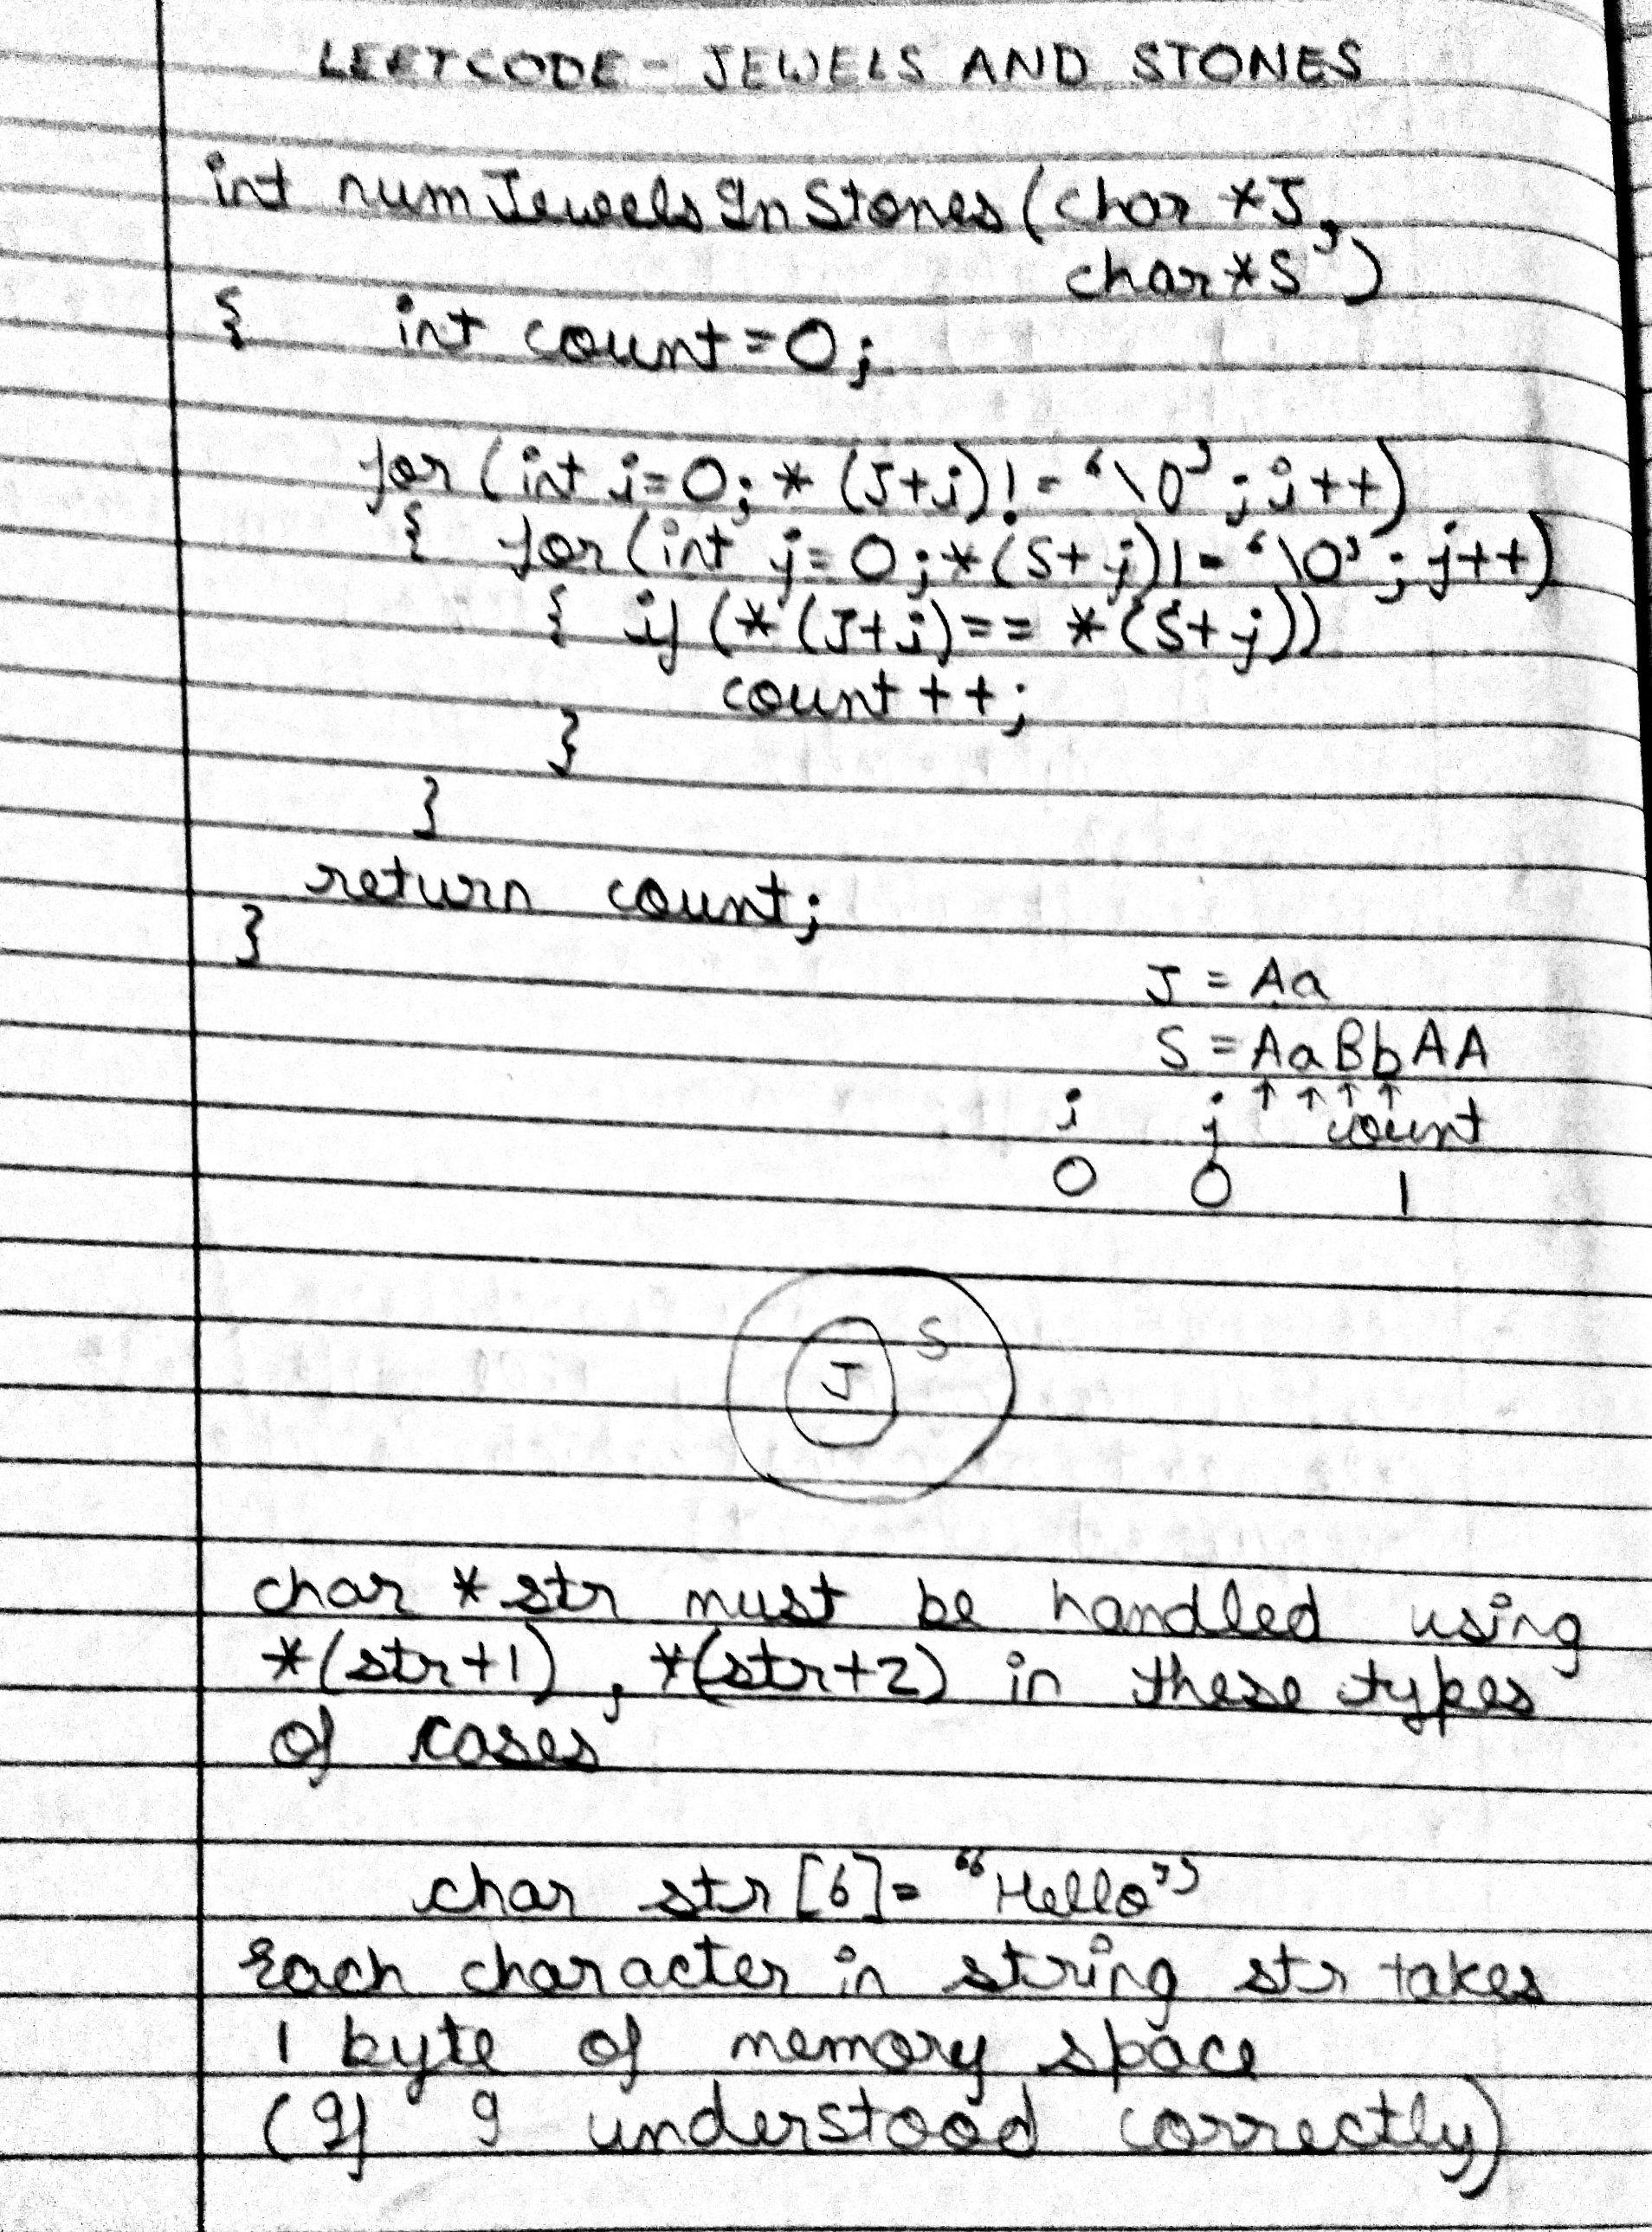 LEETCODE - JEWELS AND STONES
int numJewelsInStones(char *J,
char*S)
{ int count=0;
for(int i=0;*(J+i)!='\0';i++)
{ for(int j=0;*(S+j)!='\0';j++)
{ if(*(J+i)==*(S+j))
count++;
}
}
return count;
}
J = Aa
S = AaBbAA
↑ ↑ ↑ ↑
i j count
0 0 1
S
J
char *str must be handled using
*(str+1), *(str+2) in these types
of cases
char str[6]= "Hello"
Each character in string str takes
1 byte of memory space
(If I understood correctly)